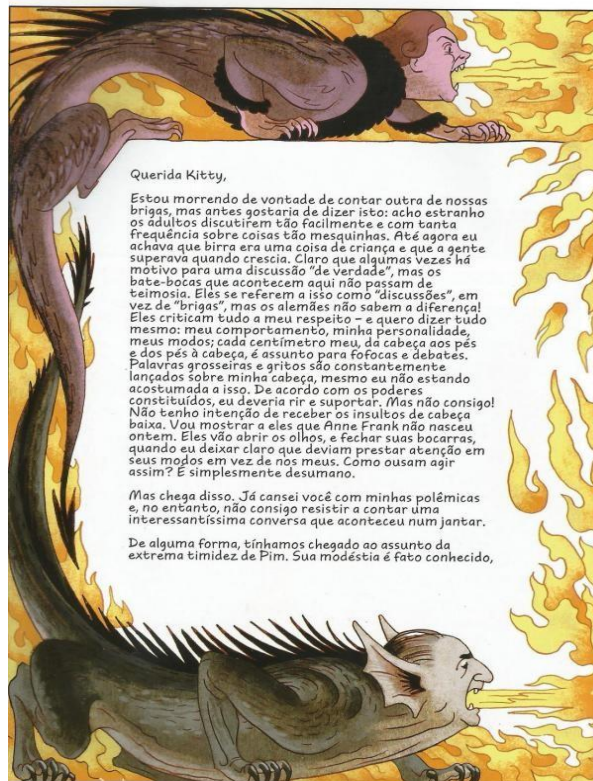 Querida Kitty,
Estou morrendo de vontade de contar outra de nossas
brigas, mas antes gostaria de dizer isto: acho estranho
os adultos discutirem tão facilmente e com tanta
frequência sobre coisas tão mesquinhas. Até agora eu
achava que birra era uma coisa de criança e que a gente
superava quando crescia. Claro que algumas vezes há
motivo para uma discussão "de verdade", mas os
bate-bocas que acontecem aqui não passam de
teimosia. Eles se referem a isso como "discussões", em
vez de "brigas", mas os alemães não sabem a diferença!
Eles criticam tudo a meu respeito – e quero dizer tudo
mesmo: meu comportamento, minha personalidade,
meus modos; cada centímetro meu, da cabeça aos pés
e dos pés à cabeça, é assunto para fofocas e debates.
Palavras grosseiras e gritos são constantemente
lançados sobre minha cabeça, mesmo eu não estando
acostumada a isso. De acordo com os poderes
constituídos, eu deveria rir e suportar. Mas não consigo!
Não tenho intenção de receber os insultos de cabeça
baixa. Vou mostrar a eles que Anne Frank não nasceu
ontem. Eles vão abrir os olhos, e fechar suas bocarras,
quando eu deixar claro que deviam prestar atenção em
seus modos em vez de nos meus. Como ousam agir
assim? É simplesmente desumano.
Mas chega disso. Já cansei você com minhas polêmicas
e, no entanto, não consigo resistir a contar uma
interessantíssima conversa que aconteceu num jantar.
De alguma forma, tínhamos chegado ao assunto da
extrema timidez de Pim. Sua modéstia é fato conhecido,